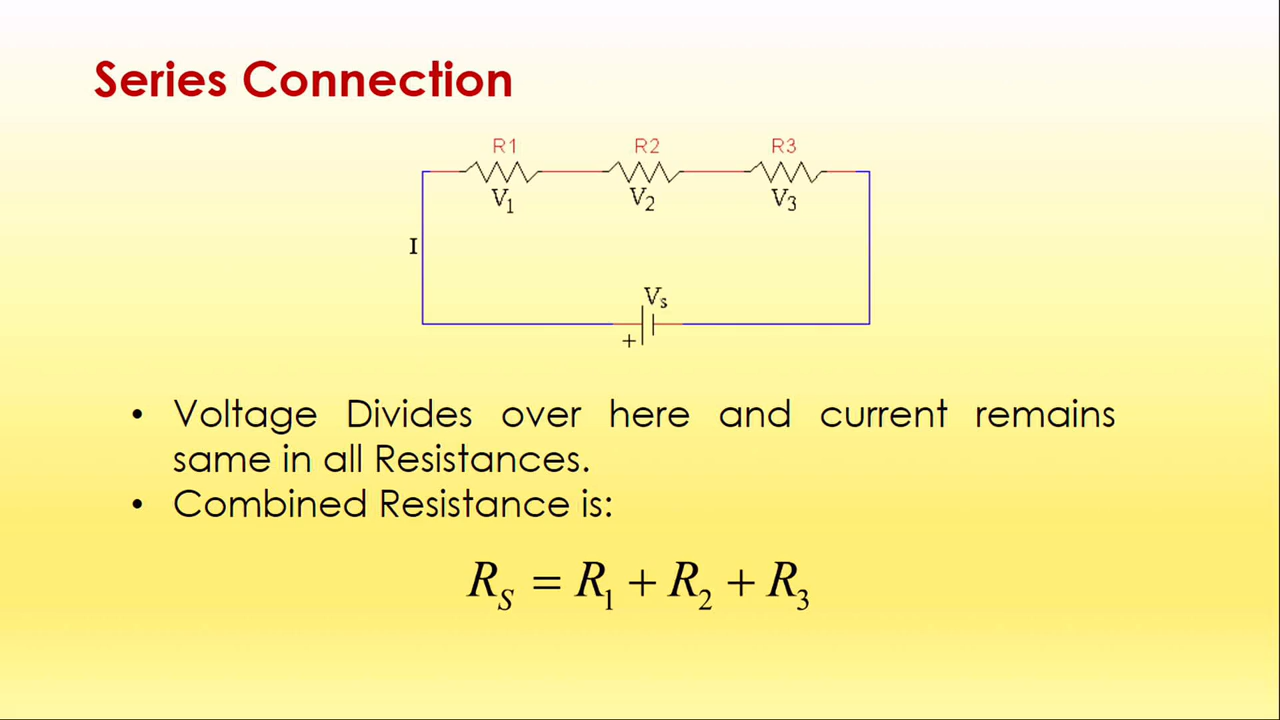 Series Connection
R1 R2 R3
V₁ V₂ V₃
I
Vₛ
+
• Voltage Divides over here and current remains
same in all Resistances.
• Combined Resistance is:
R_S = R₁ + R₂ + R₃